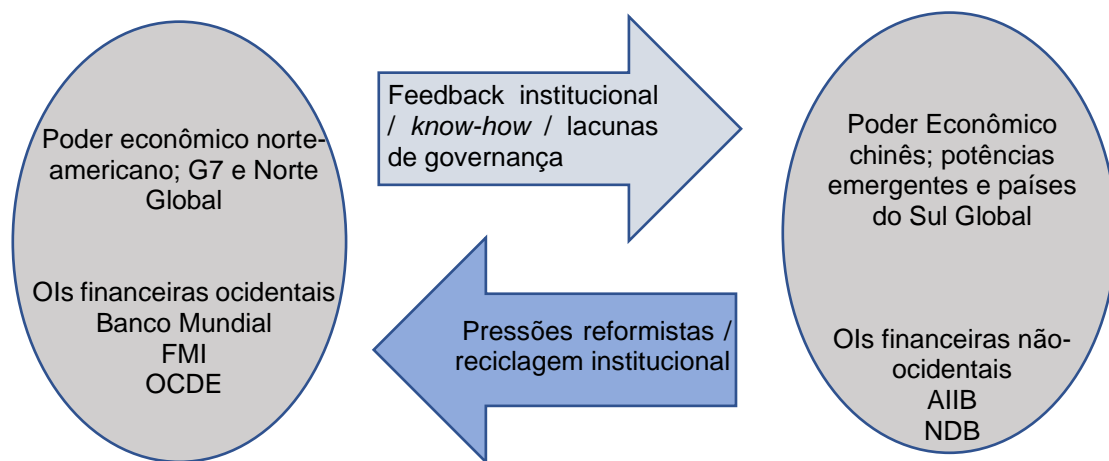 Poder econômico norte-
americano; G7 e Norte
Global
OIs financeiras ocidentais
Banco Mundial
FMI
OCDE
Feedback institucional
/ know-how / lacunas
de governança
Pressões reformistas /
reciclagem institucional
Poder Econômico
chinês; potências
emergentes e países
do Sul Global
OIs financeiras não-
ocidentais
AIIB
NDB